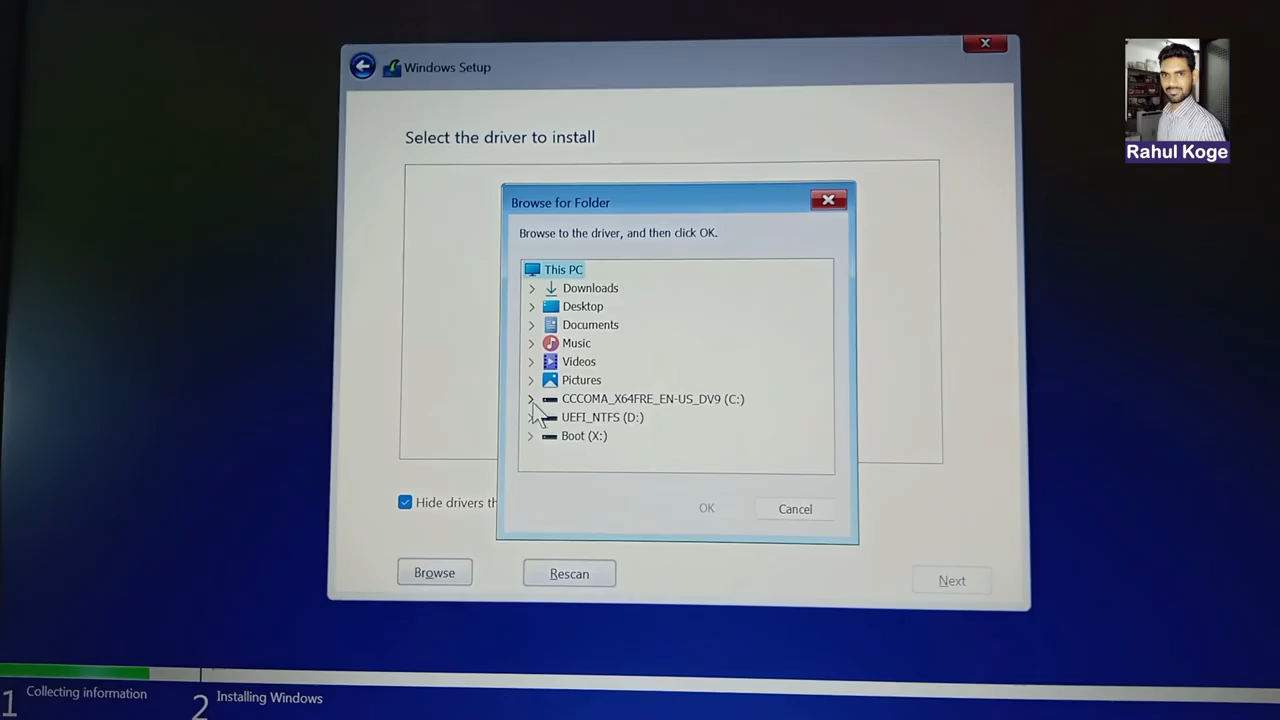 Windows Setup
Rahul Koge
Select the driver to install
Browse for Folder
Browse to the driver, and then click OK.
This PC
Downloads
Desktop
Documents
Music
Videos
Pictures
CCCOMA_X64FRE_EN-US_DV9 (C:)
UEFI_NTFS (D:)
Boot (X:)
Hide drivers th
OK Cancel
Browse Rescan Next
1 Collecting information 2 Installing Windows